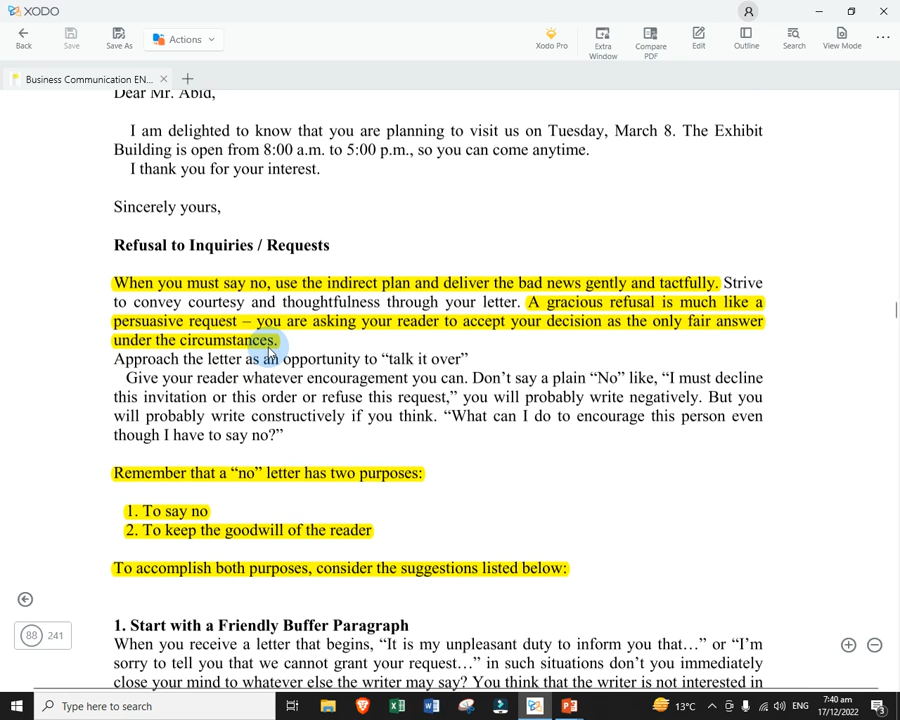 XODO
Back
Save
Save As
Actions
Xodo Pro
Extra Window
Compare PDF
Edit
Outline
Search
View Mode
Business Communication EN...
Dear Mr. Abid,
I am delighted to know that you are planning to visit us on Tuesday, March 8. The Exhibit
Building is open from 8:00 a.m. to 5:00 p.m., so you can come anytime.
I thank you for your interest.
Sincerely yours,
Refusal to Inquiries / Requests
When you must say no, use the indirect plan and deliver the bad news gently and tactfully. Strive
to convey courtesy and thoughtfulness through your letter. A gracious refusal is much like a
persuasive request – you are asking your reader to accept your decision as the only fair answer
under the circumstances.
Approach the letter as an opportunity to “talk it over”
Give your reader whatever encouragement you can. Don’t say a plain “No” like, “I must decline
this invitation or this order or refuse this request,” you will probably write negatively. But you
will probably write constructively if you think. “What can I do to encourage this person even
though I have to say no?”
Remember that a “no” letter has two purposes:
1. To say no
2. To keep the goodwill of the reader
To accomplish both purposes, consider the suggestions listed below:
1. Start with a Friendly Buffer Paragraph
When you receive a letter that begins, “It is my unpleasant duty to inform you that…” or “I’m
sorry to tell you that we cannot grant your request…” in such situations don’t you immediately
close your mind to whatever else the writer may say? You think that the writer is not interested in
88 241
Type here to search
13°C
ENG
7:40 am
17/12/2022
3